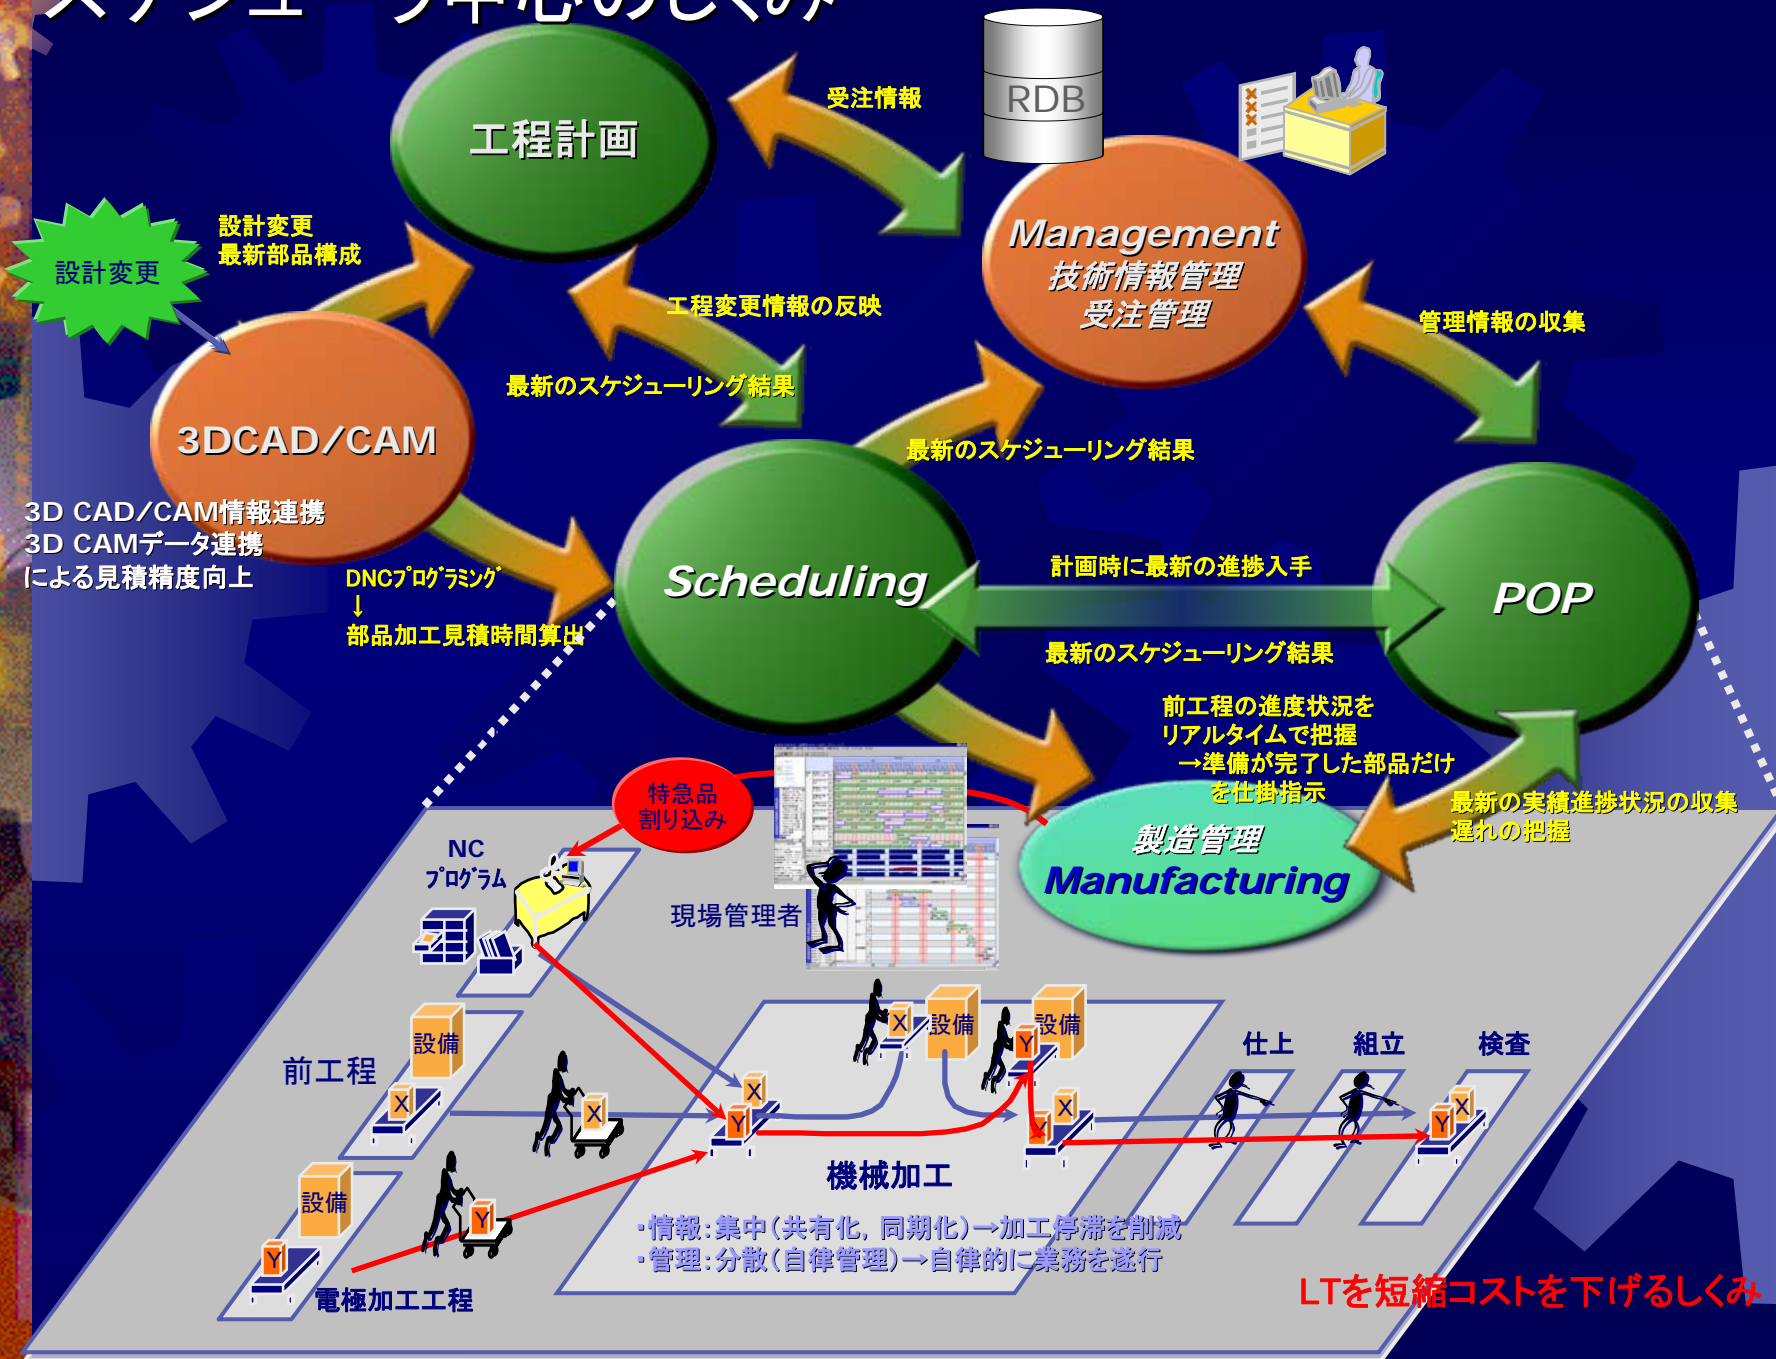 スケジューラ中心のしくみ
RDB
受注情報
工程計画
設計変更
最新部品構成
設計変更
Management
技術情報管理
受注管理
工程変更情報の反映
管理情報の収集
最新のスケジューリング結果
3DCAD/CAM
最新のスケジューリング結果
3D CAD/CAM情報連携
3D CAMデータ連携
による見積精度向上
DNCﾌﾟﾛｸﾞﾗﾐﾝｸﾞ
↓
部品加工見積時間算出
Scheduling
計画時に最新の進捗入手
POP
最新のスケジューリング結果
前工程の進度状況を
リアルタイムで把握
→準備が完了した部品だけ
を仕掛指示
特急品
割り込み
最新の実績進捗状況の収集
遅れの把握
製造管理
Manufacturing
NC
ﾌﾟﾛｸﾞﾗﾑ
現場管理者
X
設備
Y
設備
設備
前工程
仕上
組立
検査
X
X
X
Y
X
Y
X
Y
機械加工
設備
Y
Y
・情報：集中（共有化，同期化）→加工停滞を削減
・管理：分散（自律管理）→自律的に業務を遂行
電極加工工程
LTを短縮コストを下げるしくみ